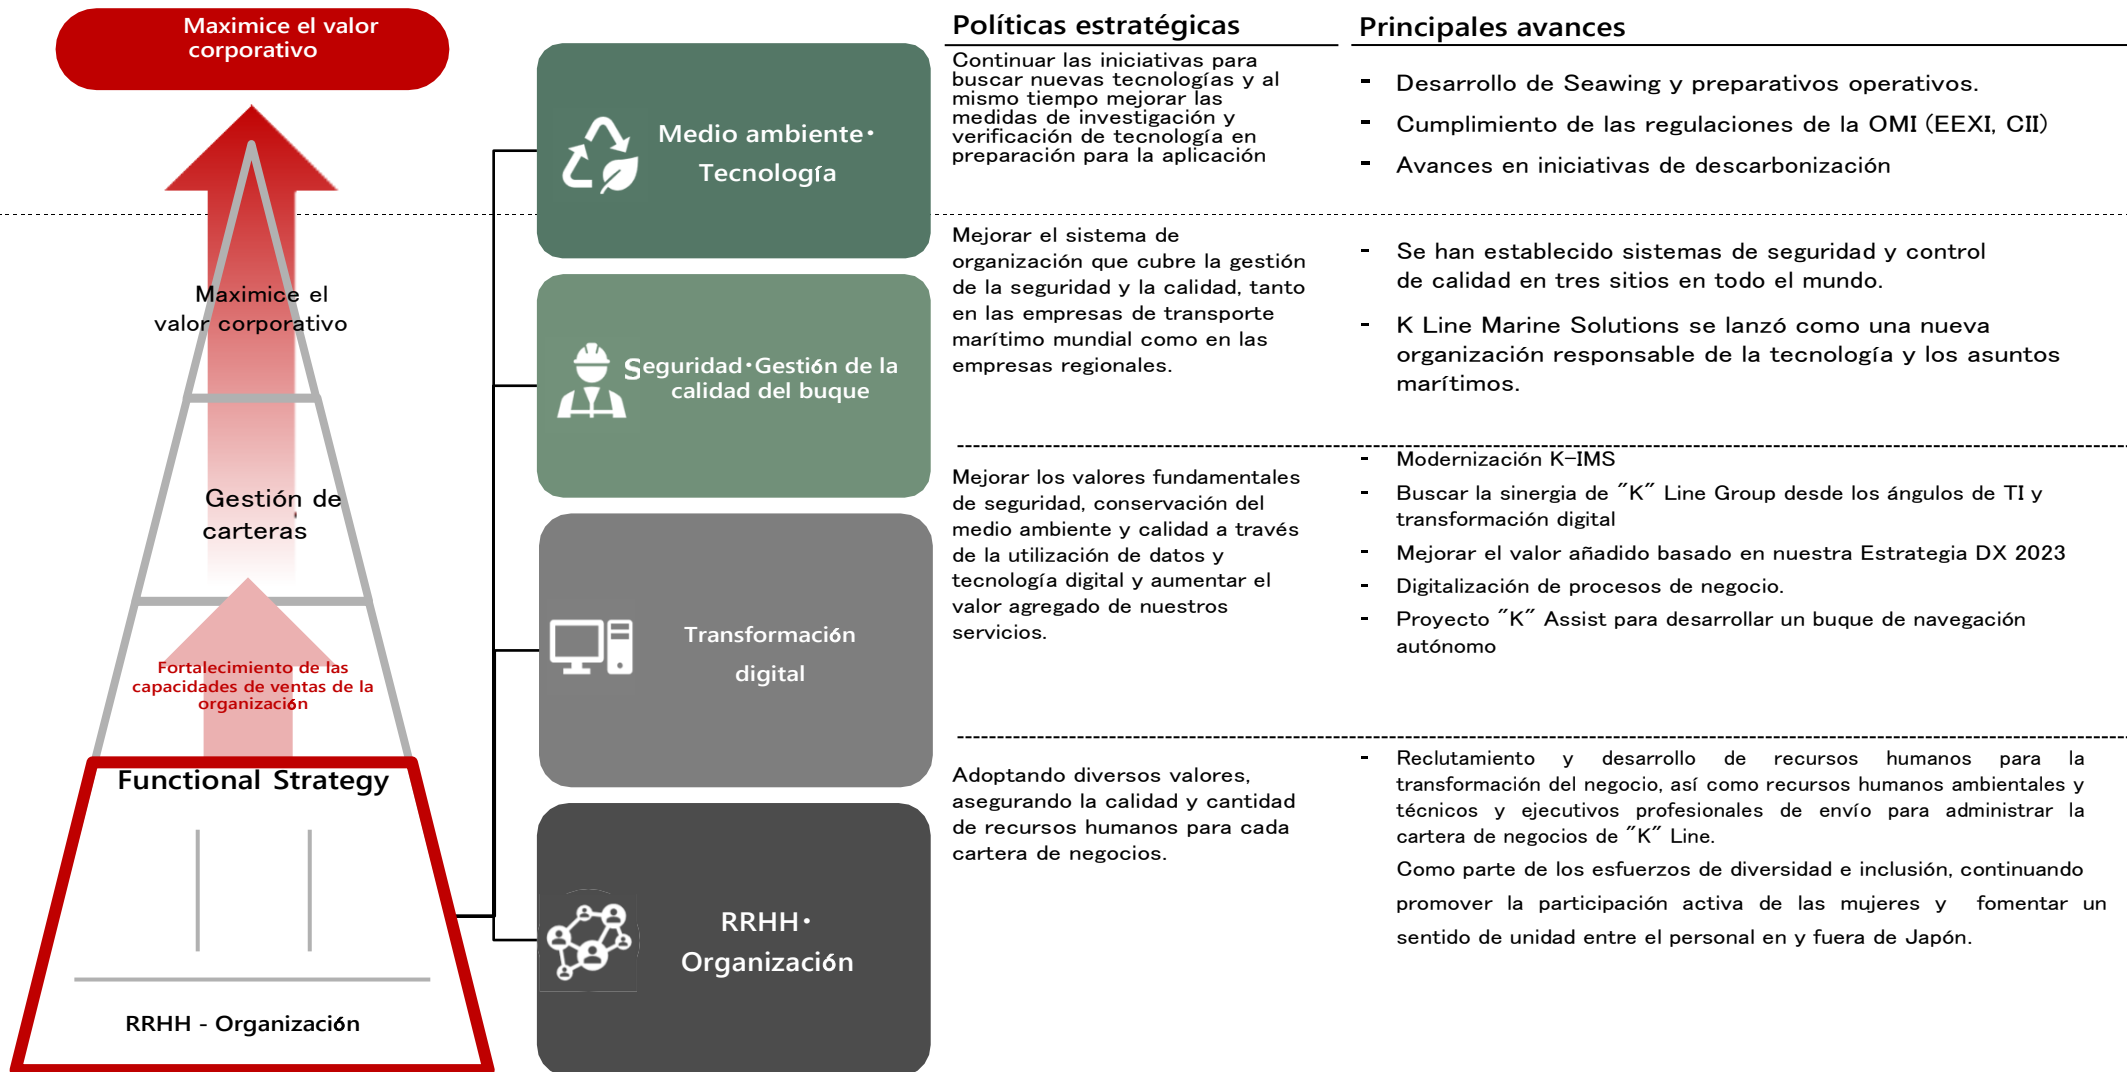 Maximice el valor
corporativo
Maximice el
valor corporativo
Gestión de
carteras
Fortalecimiento de las
capacidades de ventas de la
organización
Functional Strategy
RRHH - Organización
Medio ambiente・
Tecnología
Seguridad・Gestión de la
calidad del buque
Transformación
digital
RRHH・
Organización
Políticas estratégicas
Continuar las iniciativas para
buscar nuevas tecnologías y al
mismo tiempo mejorar las
medidas de investigación y
verificación de tecnología en
preparación para la aplicación
Mejorar el sistema de
organización que cubre la gestión
de la seguridad y la calidad, tanto
en las empresas de transporte
marítimo mundial como en las
empresas regionales.
Mejorar los valores fundamentales
de seguridad, conservación del
medio ambiente y calidad a través
de la utilización de datos y
tecnología digital y aumentar el
valor agregado de nuestros
servicios.
Adoptando diversos valores,
asegurando la calidad y cantidad
de recursos humanos para cada
cartera de negocios.
Principales avances
- Desarrollo de Seawing y preparativos operativos.
- Cumplimiento de las regulaciones de la OMI (EEXI, CII)
- Avances en iniciativas de descarbonización
- Se han establecido sistemas de seguridad y control
de calidad en tres sitios en todo el mundo.
- K Line Marine Solutions se lanzó como una nueva
organización responsable de la tecnología y los asuntos
marítimos.
- Modernización K-IMS
- Buscar la sinergia de "K" Line Group desde los ángulos de TI y
transformación digital
- Mejorar el valor añadido basado en nuestra Estrategia DX 2023
- Digitalización de procesos de negocio.
- Proyecto "K" Assist para desarrollar un buque de navegación
autónomo
- Reclutamiento y desarrollo de recursos humanos para la
transformación del negocio, así como recursos humanos ambientales y
técnicos y ejecutivos profesionales de envío para administrar la
cartera de negocios de "K" Line.
Como parte de los esfuerzos de diversidad e inclusión, continuando
promover la participación activa de las mujeres y fomentar un
sentido de unidad entre el personal en y fuera de Japón.